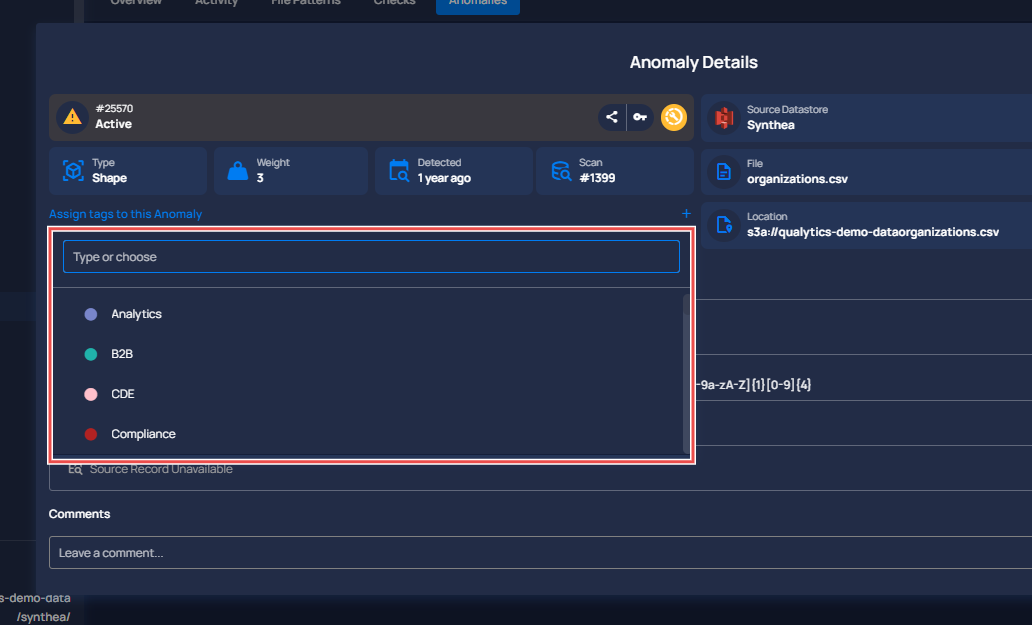 Overview Activity File Patterns Checks Anomalies
Anomaly Details
#25570
Active
Type
Shape
Weight
3
Detected
1 year ago
Scan
#1399
Source Datastore
Synthea
File
organizations.csv
Location
s3a://qualytics-demo-dataorganizations.csv
Assign tags to this Anomaly +
Type or choose
Analytics
B2B
CDE
Compliance
-9a-zA-Z]{1}[0-9]{4}
Source Record Unavailable
Comments
Leave a comment...
s-demo-data
/synthea/